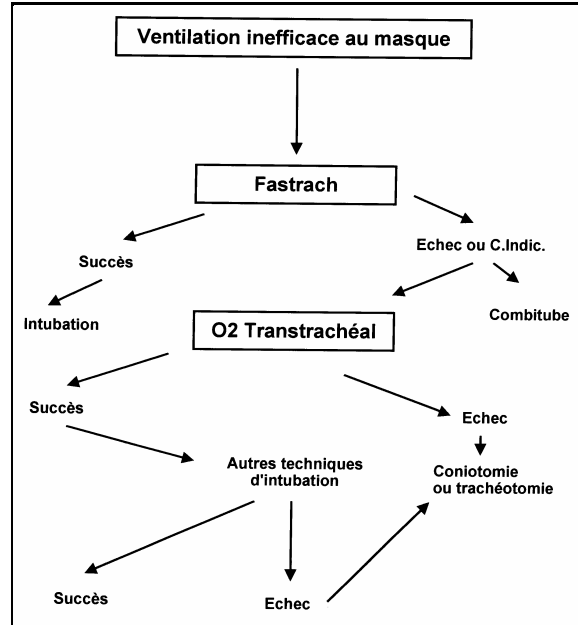 Ventilation inefficace au masque
Fastrach
Echec ou C.Indic.
Succès
Combitube
Intubation
O2 Transtrachéal
Succès
Echec
Autres techniques
d'intubation
Coniotomie
ou trachéotomie
Succès
Echec